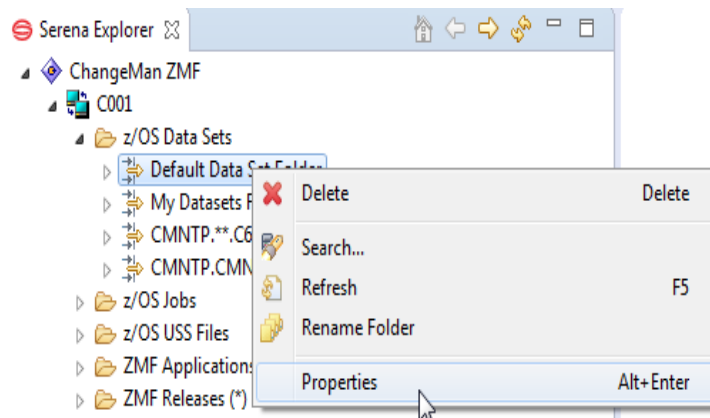 Serena Explorer
ChangeMan ZMF
C001
z/OS Data Sets
Default Data Set Folder
My Datasets F
CMNTP.**.C6
CMNTP.CMN
z/OS Jobs
z/OS USS Files
ZMF Applications
ZMF Releases (*)
Delete Delete
Search...
Refresh F5
Rename Folder
Properties Alt+Enter